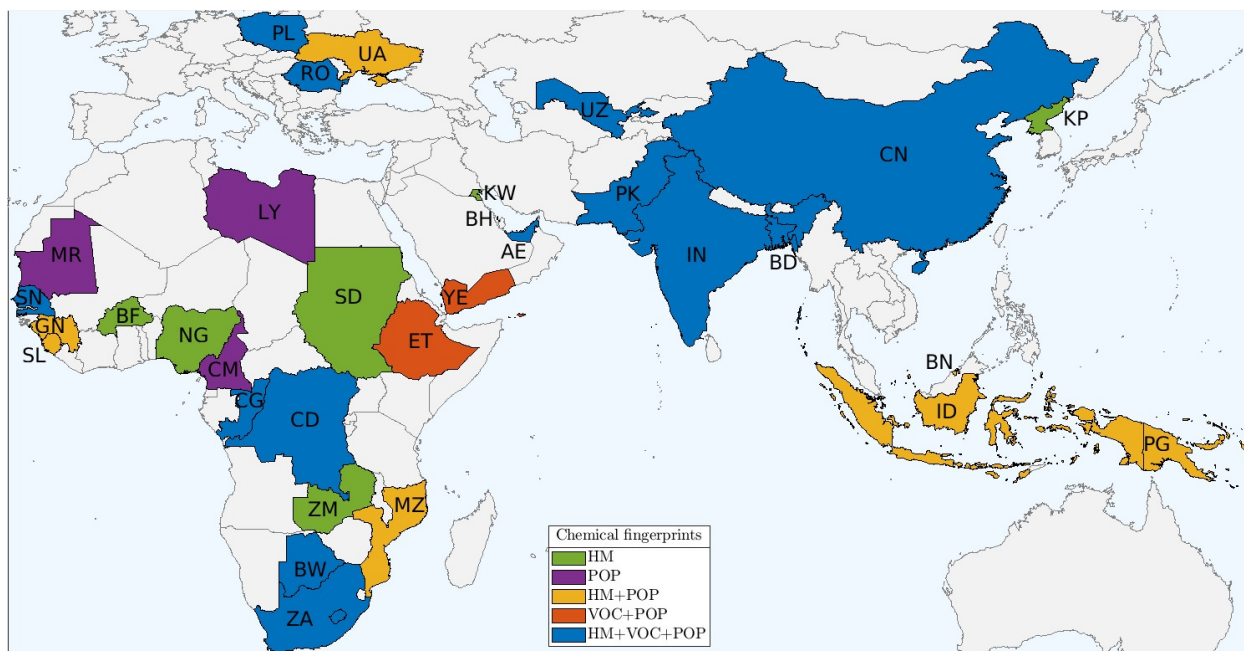 PL
UA
RO
UZ
KP
CN
KW
PK
LY
BH
MR
AE
IN
BD
SN
YE
SD
BF
GN
NG
ET
SL
CM
BN
CG
ID
CD
PG
MZ
ZM
Chemical fingerprints
HM
POP
HM+POP
VOC+POP
HM+VOC+POP
BW
ZA